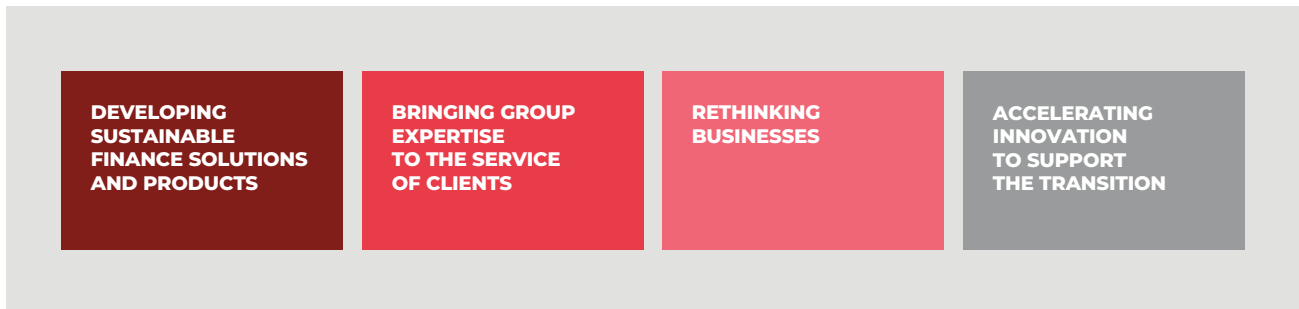 DEVELOPING
SUSTAINABLE
FINANCE SOLUTIONS
AND PRODUCTS
BRINGING GROUP
EXPERTISE
TO THE SERVICE
OF CLIENTS
RETHINKING
BUSINESSES
ACCELERATING
INNOVATION
TO SUPPORT
THE TRANSITION